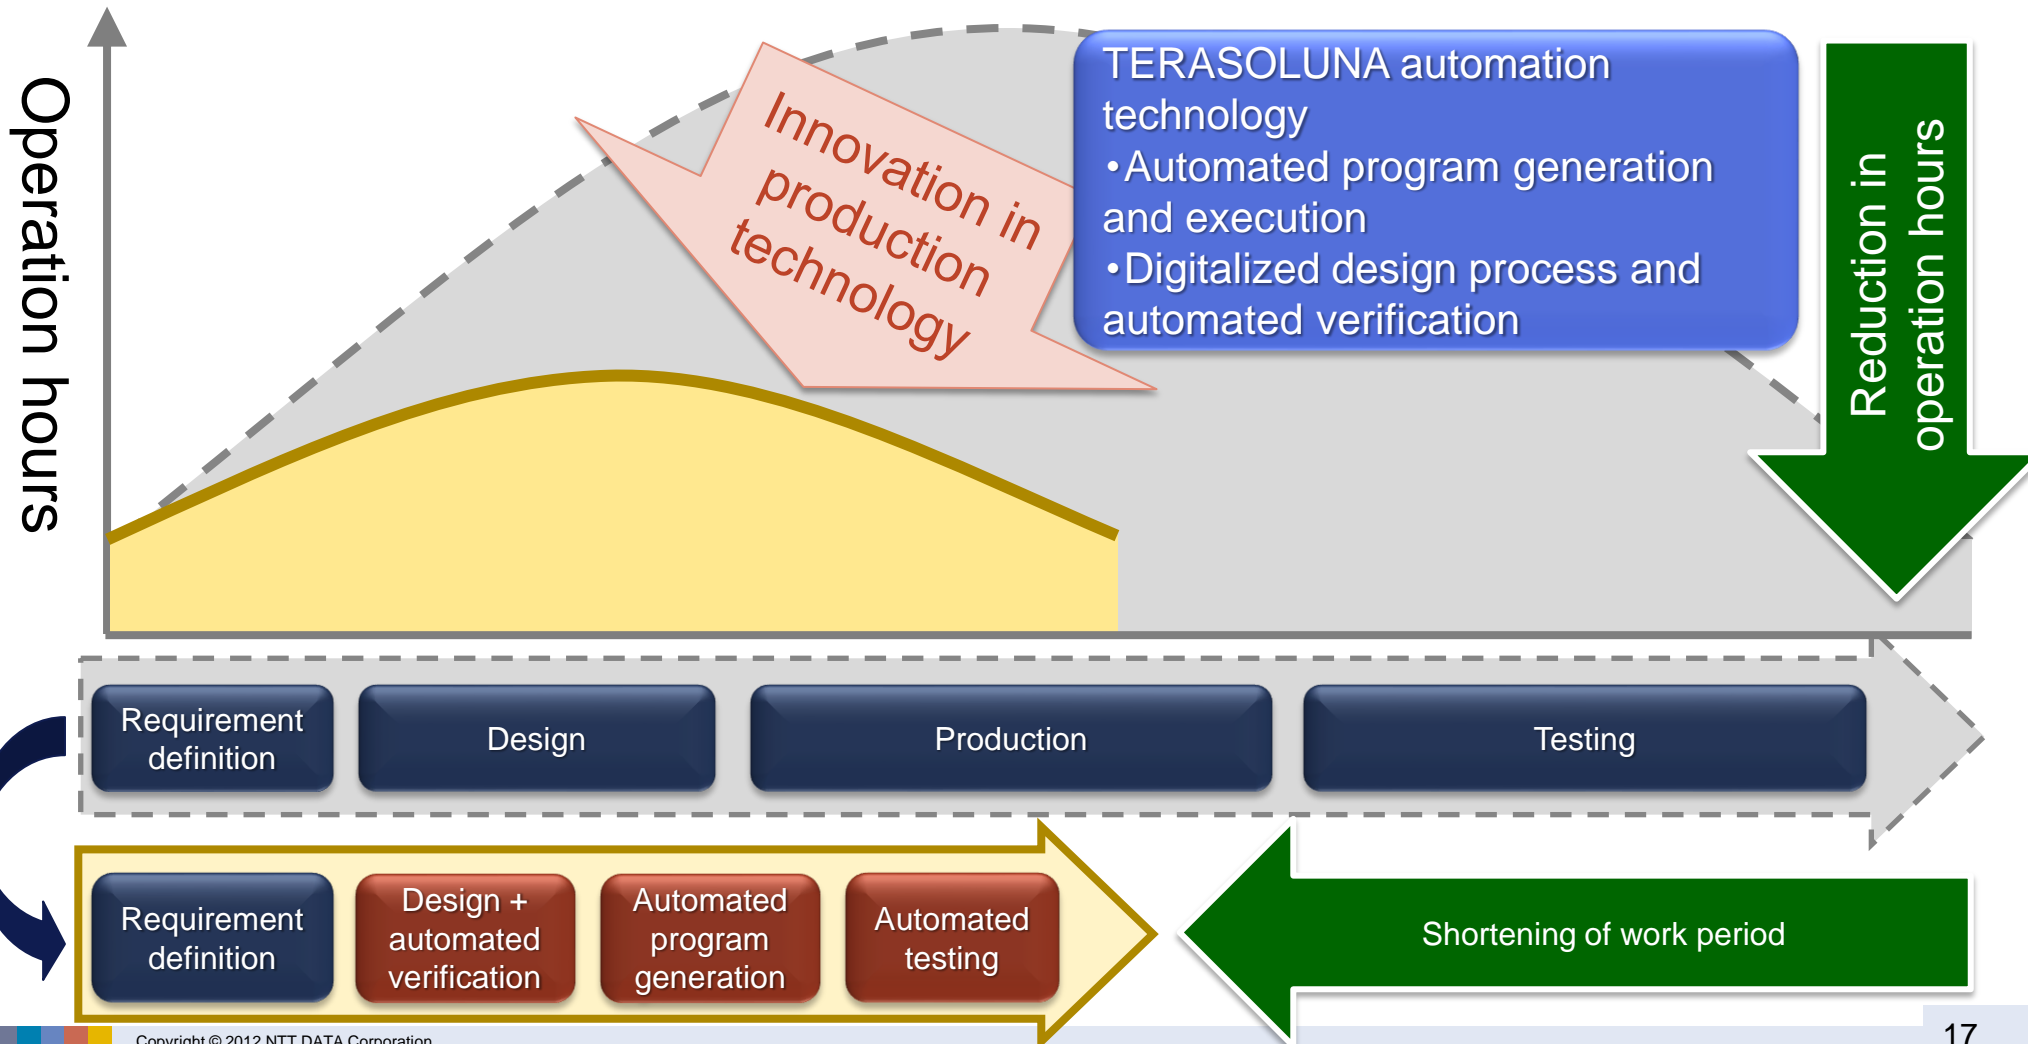 Operation hours
Innovation in
production
technology
TERASOLUNA automation
technology
•Automated program generation
and execution
•Digitalized design process and
automated verification
Reduction in
operation hours
Requirement
definition
Design
Production
Testing
Requirement
definition
Design +
automated
verification
Automated
program
generation
Automated
testing
Shortening of work period
Copyright © 2012 NTT DATA Corporation
17